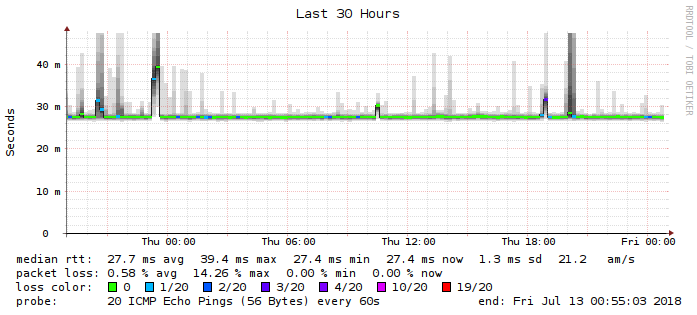 Last 30 Hours
RRDTOOL / TOBI OETIKER
Seconds
40 m
30 m
20 m
10 m
0
Thu 00:00 Thu 06:00 Thu 12:00 Thu 18:00 Fri 00:00
median rtt: 27.7 ms avg 39.4 ms max 27.4 ms min 27.4 ms now 1.3 ms sd 21.2 am/s
packet loss: 0.58 % avg 14.26 % max 0.00 % min 0.00 % now
loss color: 0 1/20 2/20 3/20 4/20 10/20 19/20
probe: 20 ICMP Echo Pings (56 Bytes) every 60s end: Fri Jul 13 00:55:03 2018